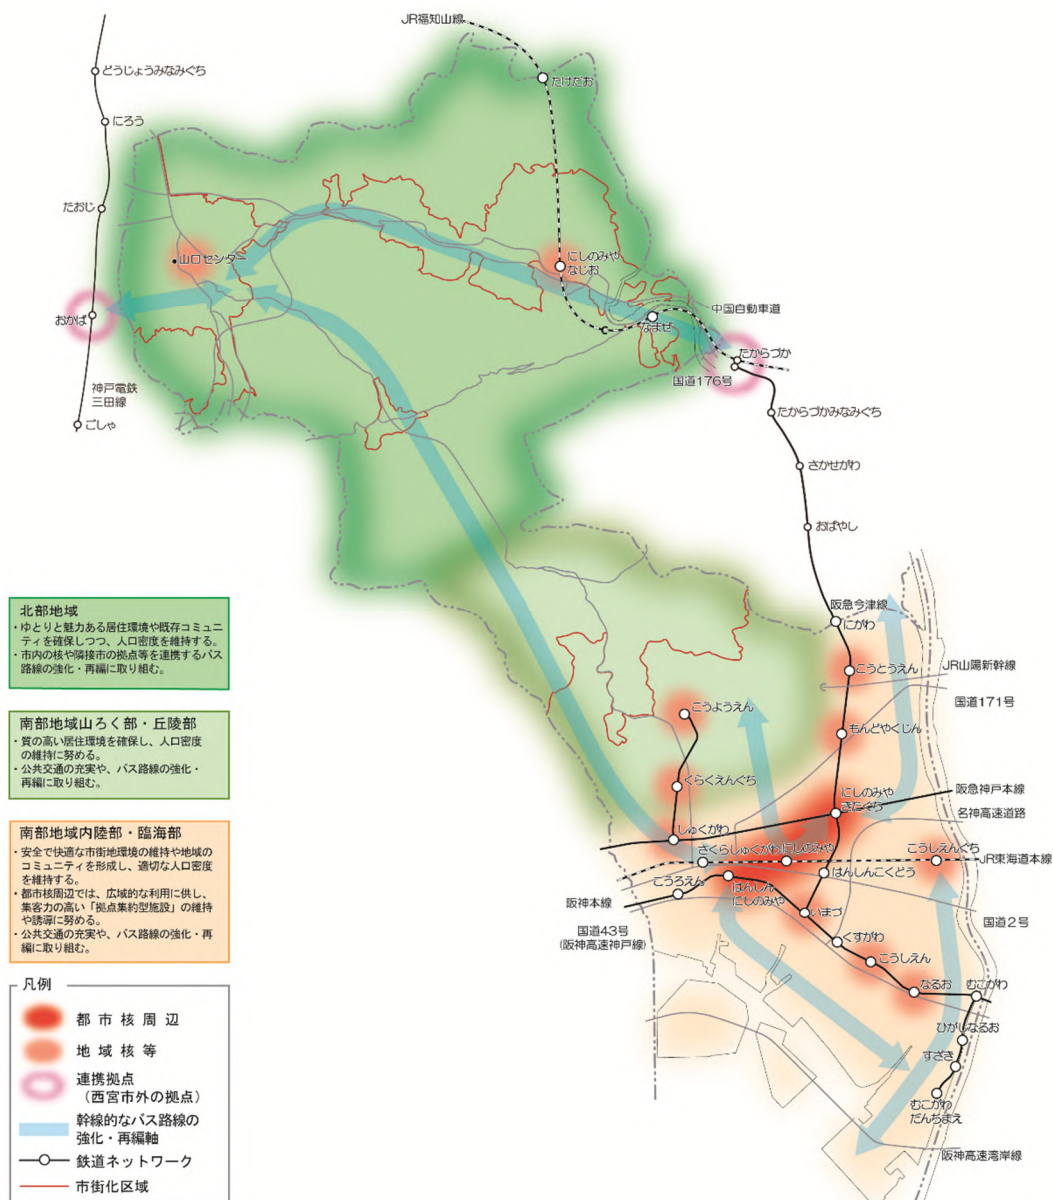 JR福知山線
たけだお
どうじょうみなみぐち
にろう
たおじ
山口センター
にしのみや
なじお
おかば
中国自動車道
なまぜ
たからづか
国道176号
神戸電鉄
三田線
ごしゃ
たからづかみなみぐち
さかせがわ
おばやし
阪急今津線
にがわ
こうとうえん
JR山陽新幹線
国道171号
こうようえん
もんどやくじん
くらくえんぐち
にしのみや
きたぐち
阪急神戸本線
名神高速道路
しゅくがわ
さくらしゅくがわ
にしのみや
こうしえんぐち
JR東海道本線
はんしんこくどう
こうろえん
はんしん
にしのみや
阪神本線
いまづ
国道2号
国道43号
(阪神高速神戸線)
くすがわ
こうしえん
なるお
むこがわ
ひがしなるお
すざき
むこがわ
だんちまえ
阪神高速湾岸線
北部地域
・ゆとりと魅力ある居住環境や既存コミュニ
ティを確保しつつ、人口密度を維持する。
・市内の核や隣接市の拠点等を連携するバス
路線の強化・再編に取り組む。
南部地域山ろく部・丘陵部
・質の高い居住環境を確保し、人口密度
の維持に努める。
・公共交通の充実や、バス路線の強化・
再編に取り組む。
南部地域内陸部・臨海部
・安全で快適な市街地環境の維持や地域の
コミュニティを形成し、適切な人口密度
を維持する。
・都市核周辺では、広域的な利用に供し、
集客力の高い「拠点集約型施設」の維持
や誘導に努める。
・公共交通の充実や、バス路線の強化・再
編に取り組む。
凡例
都市核周辺
地域核等
連携拠点
(西宮市外の拠点)
幹線的なバス路線の
強化・再編軸
鉄道ネットワーク
市街化区域